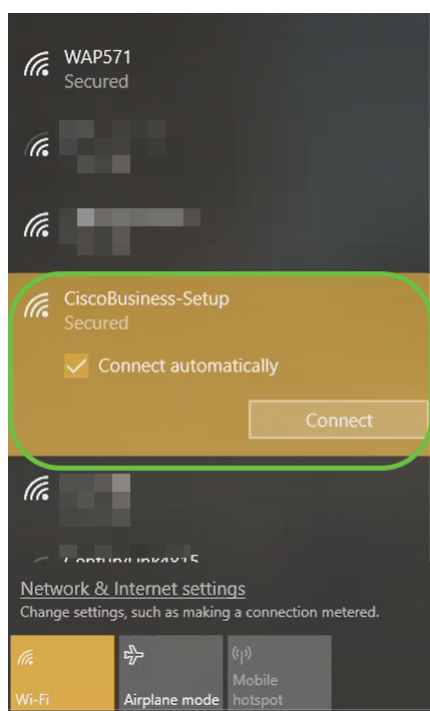 WAP571
Secured
CiscoBusiness-Setup
Secured
Connect automatically
Connect
Network & Internet settings
Change settings, such as making a connection metered.
Wi-Fi
Airplane mode
Mobile
hotspot